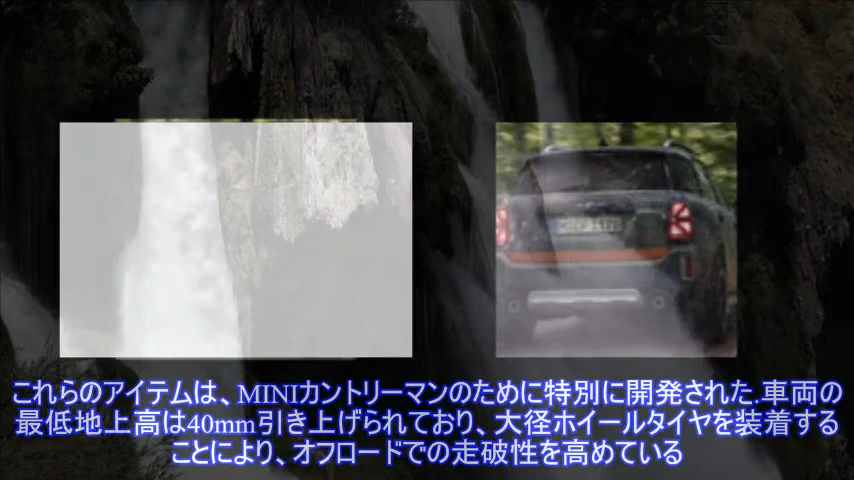 これらのアイテムは、MINIカントリーマンのために特別に開発された.車両の
最低地上高は40mm引き上げられており、大径ホイールタイヤを装着する
ことにより、オフロードでの走破性を高めている